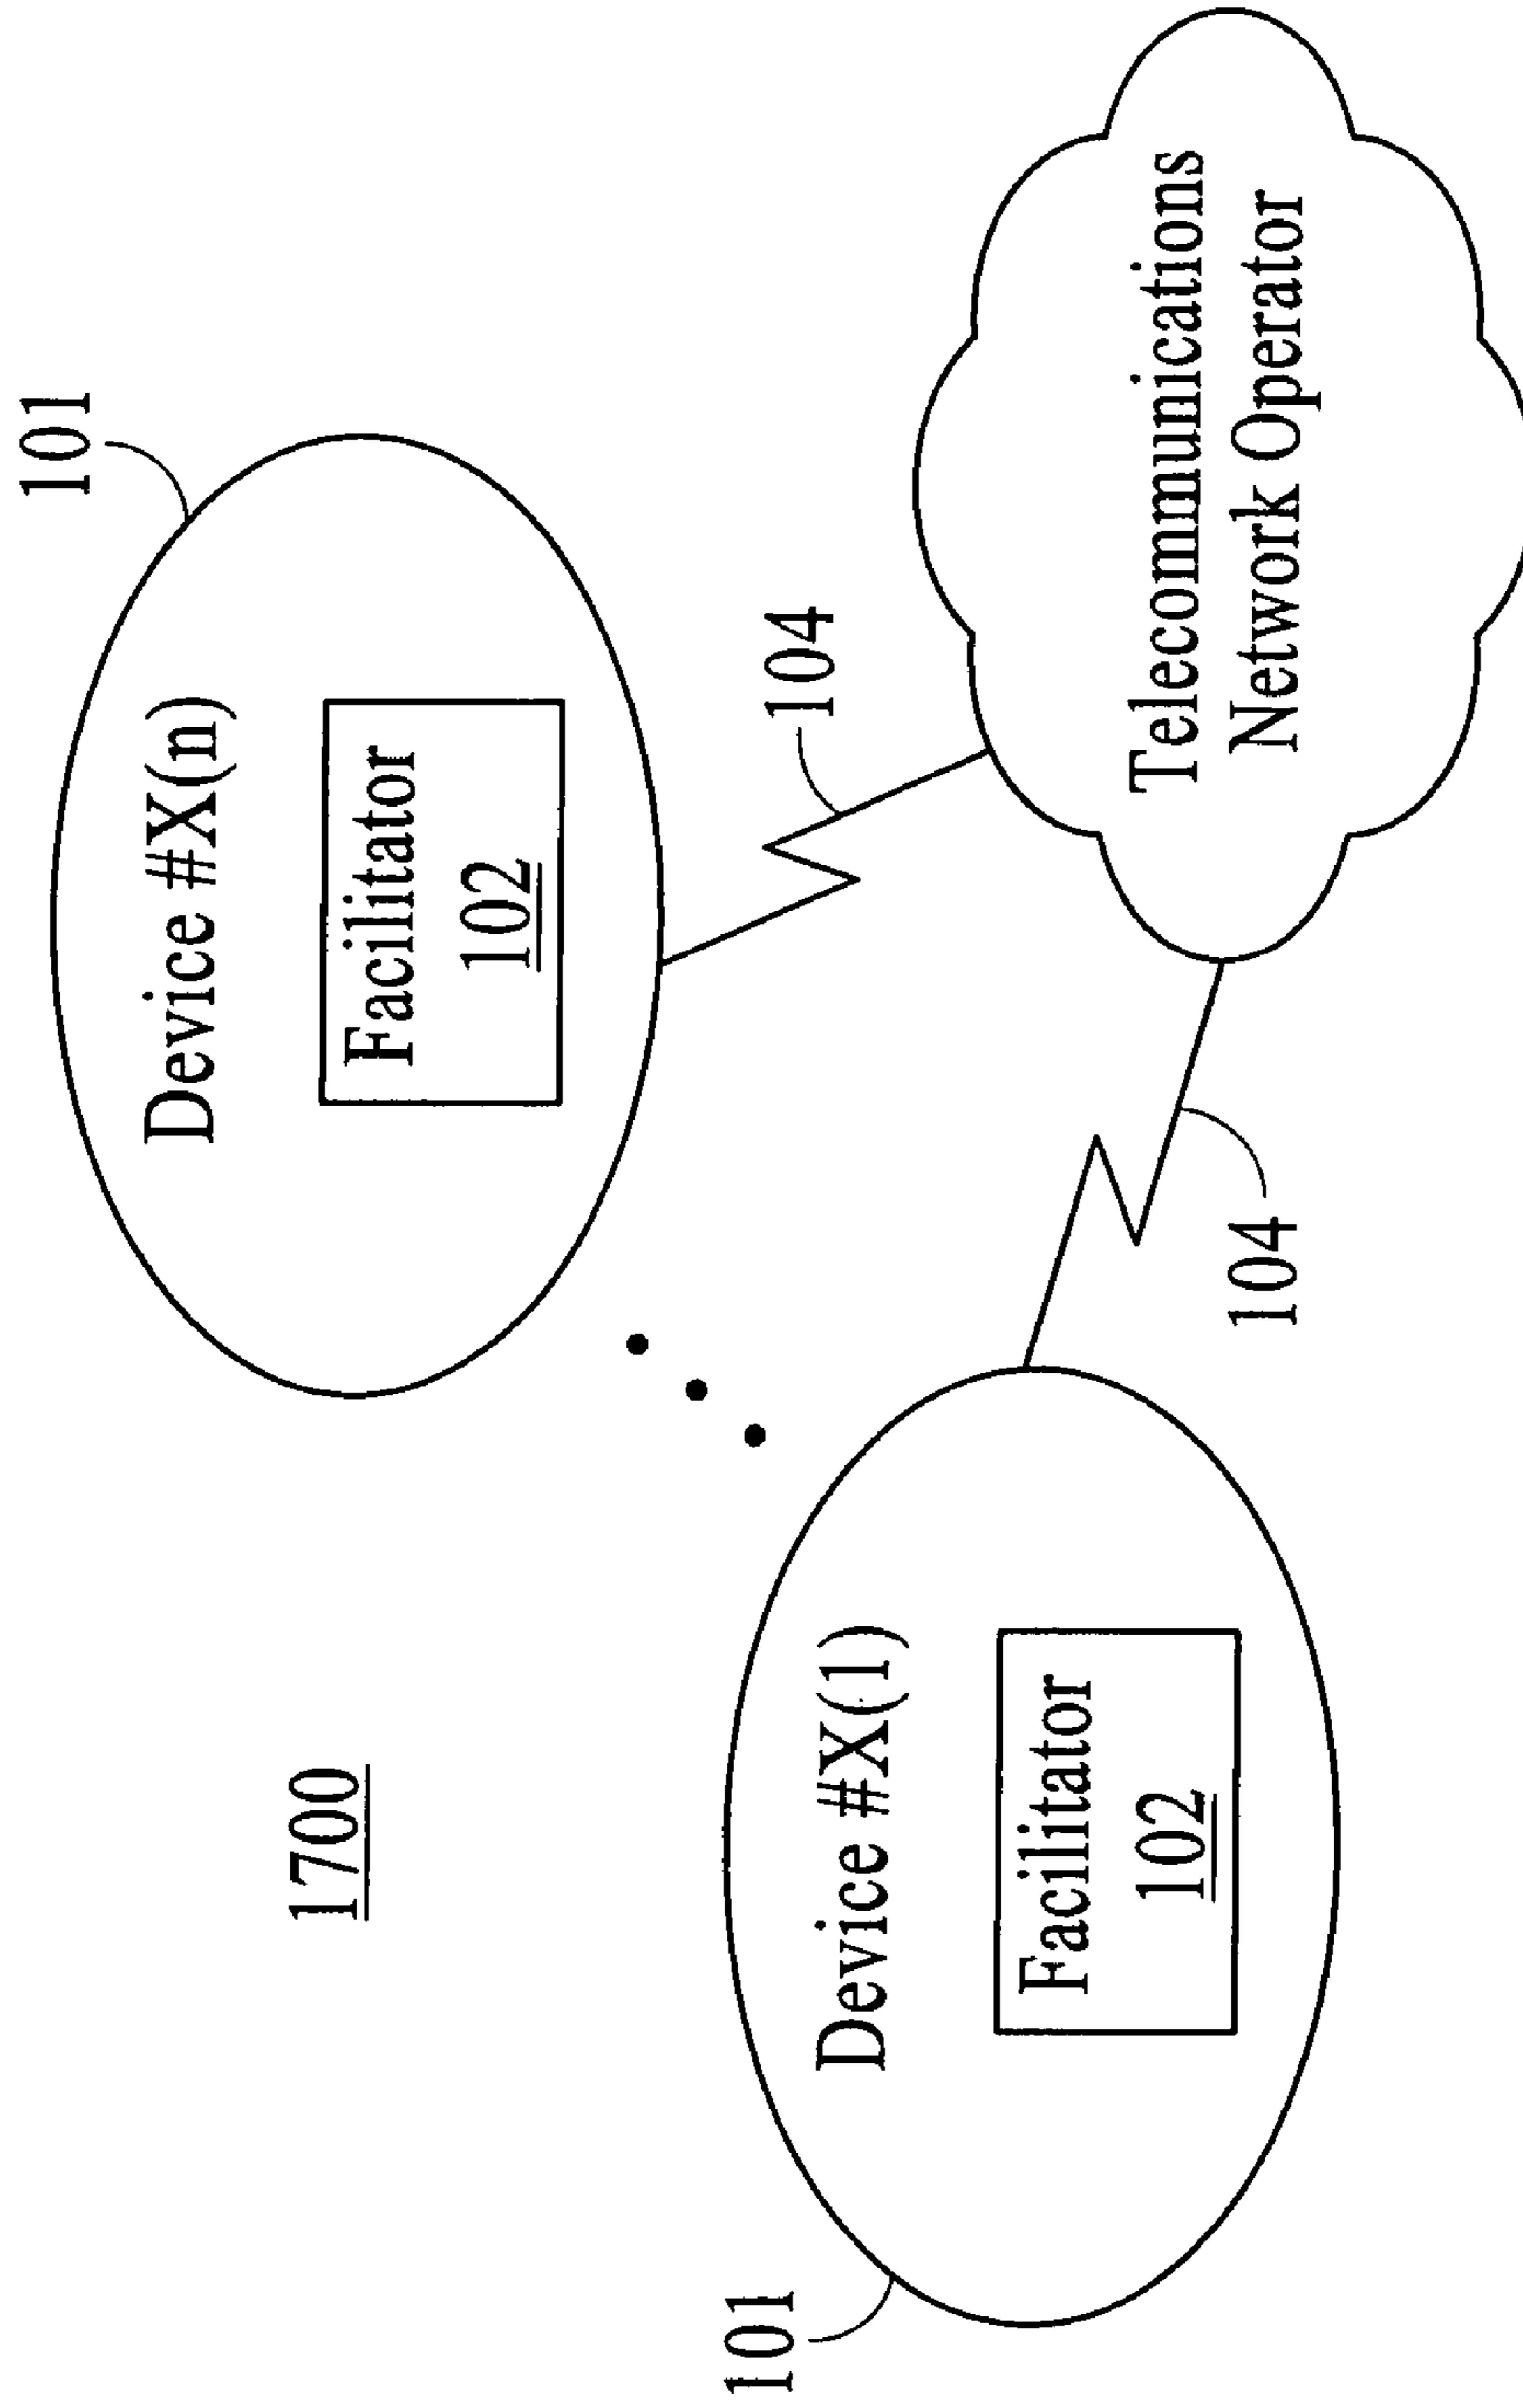 1700
101
Device #X(n)
Facilitator
102
104
101
Device #X(1)
Facilitator
102
104
Telecommunications
Network Operator